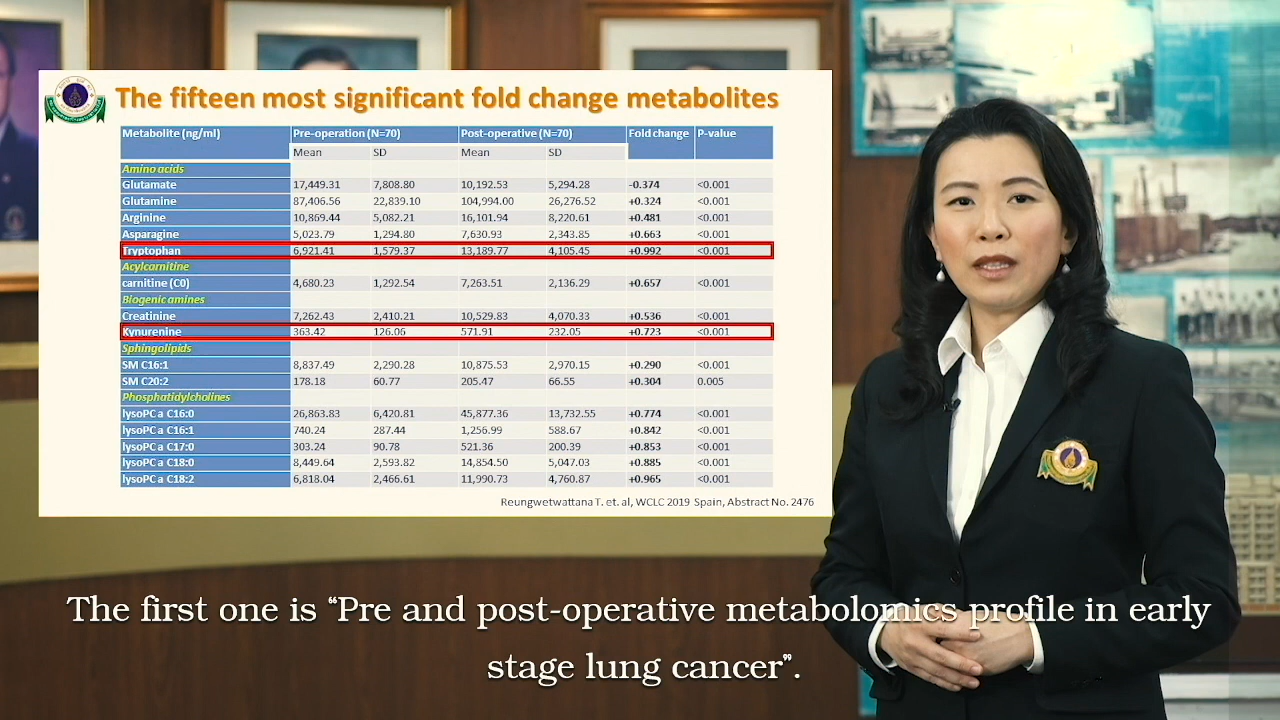 The fifteen most significant fold change metabolites
Metabolite (ng/ml) Pre-operation (N=70) Post-operative (N=70) Fold change P-value
Mean SD Mean SD
Amino acids
Glutamate 17,449.31 7,808.80 10,192.53 5,294.28 -0.374 <0.001
Glutamine 87,406.56 22,839.10 104,994.00 26,276.52 +0.324 <0.001
Arginine 10,869.44 5,082.21 16,101.94 8,220.61 +0.481 <0.001
Asparagine 5,023.79 1,294.80 7,630.93 2,343.85 +0.663 <0.001
Tryptophan 6,921.41 1,579.37 13,189.77 4,105.45 +0.992 <0.001
Acylcarnitine
carnitine (C0) 4,680.23 1,292.54 7,263.51 2,136.29 +0.657 <0.001
Biogenic amines
Creatinine 7,262.43 2,410.21 10,529.83 4,070.33 +0.536 <0.001
Kynurenine 363.42 126.06 571.91 232.05 +0.723 <0.001
Sphingolipids
SM C16:1 8,837.49 2,290.28 10,875.53 2,970.15 +0.290 <0.001
SM C20:2 178.18 60.77 205.47 66.55 +0.304 0.005
Phosphatidylcholines
lysoPC a C16:0 26,863.83 6,420.81 45,877.36 13,732.55 +0.774 <0.001
lysoPC a C16:1 740.24 287.44 1,256.99 588.67 +0.842 <0.001
lysoPC a C17:0 303.24 90.78 521.36 200.39 +0.853 <0.001
lysoPC a C18:0 8,449.64 2,593.82 14,854.50 5,047.03 +0.885 <0.001
lysoPC a C18:2 6,818.04 2,466.61 11,990.73 4,760.87 +0.965 <0.001
Reungwetwattana T. et. al, WCLC 2019 Spain, Abstract No. 2476
The first one is “Pre and post-operative metabolomics profile in early
stage lung cancer”.